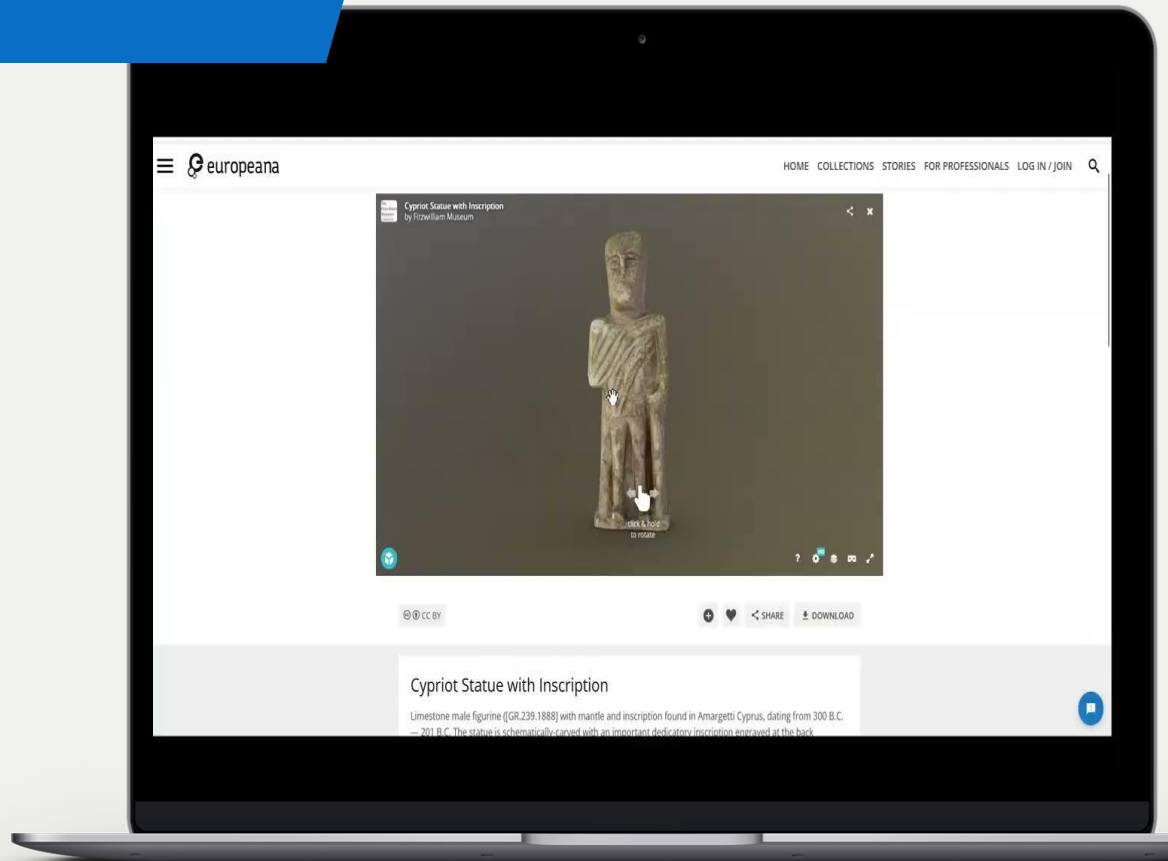 europeana
HOME COLLECTIONS STORIES FOR PROFESSIONALS LOG IN / JOIN
Cypriot Statue with Inscription
by Fitzwilliam Museum
click & hold
to rotate
?
CC BY
SHARE
DOWNLOAD
Cypriot Statue with Inscription
Limestone male figurine ([GR.239.1888] with mantle and inscription found in Amargetti Cyprus, dating from 300 B.C.
— 201 B.C. The statue is schematically-carved with an important dedicatory inscription engraved at the back